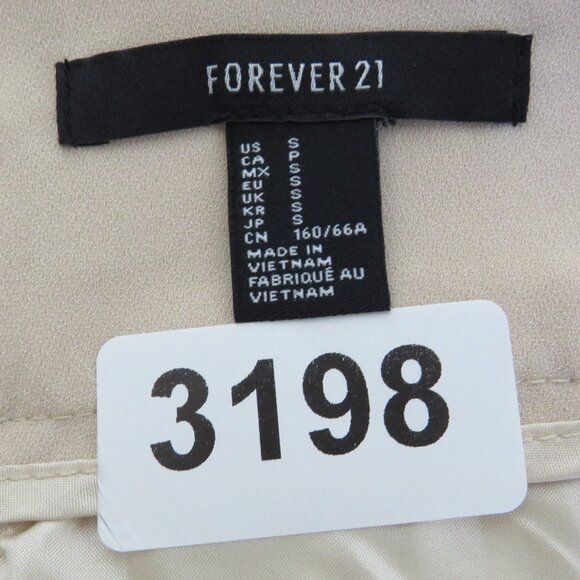 FOREVER 21
US S
CA P
MX S
EU S
UK S
KR S
JP S
CN 160/66A
MADE IN
VIETNAM
FABRIQUÉ AU
VIETNAM
3198